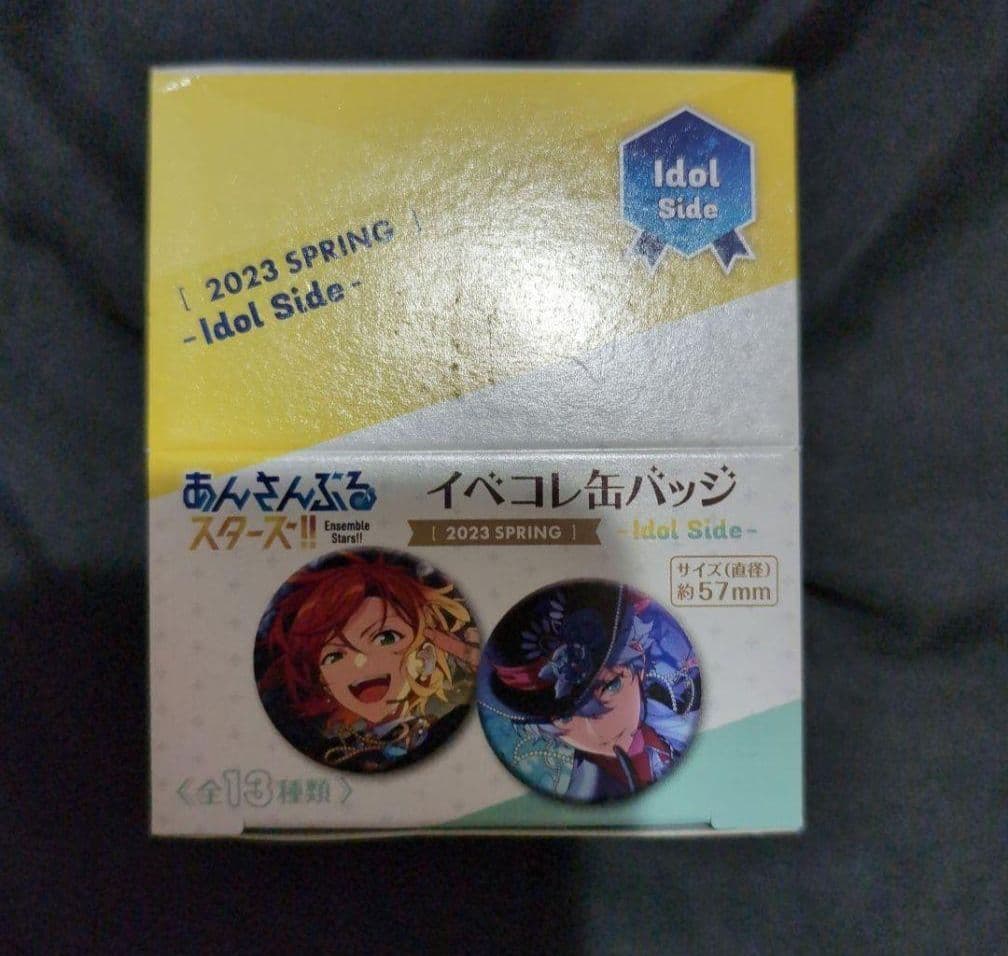 Idol
Side
[ 2023 SPRING ]
-Idol Side-
あんさんぶる
スターズ!!
Ensemble
Stars!!
イベコレ缶バッジ
[ 2023 SPRING ]
-Idol Side-
サイズ(直径)
約57mm
〈全13種類〉